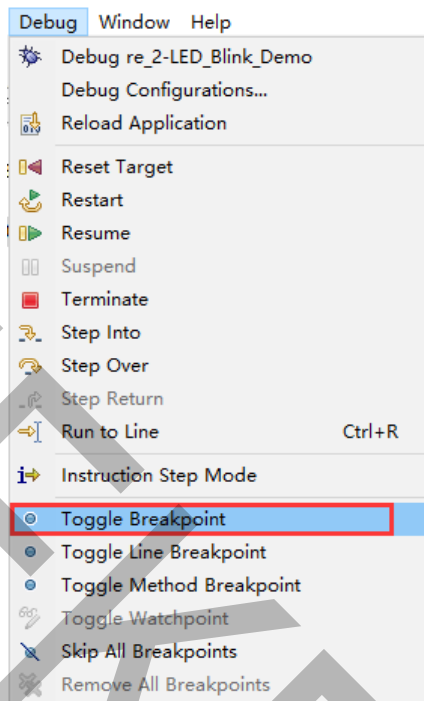 Debug Window Help
Debug re_2-LED_Blink_Demo
Debug Configurations...
Reload Application
Reset Target
Restart
Resume
Suspend
Terminate
Step Into
Step Over
Step Return
Run to Line Ctrl+R
Instruction Step Mode
Toggle Breakpoint
Toggle Line Breakpoint
Toggle Method Breakpoint
Toggle Watchpoint
Skip All Breakpoints
Remove All Breakpoints